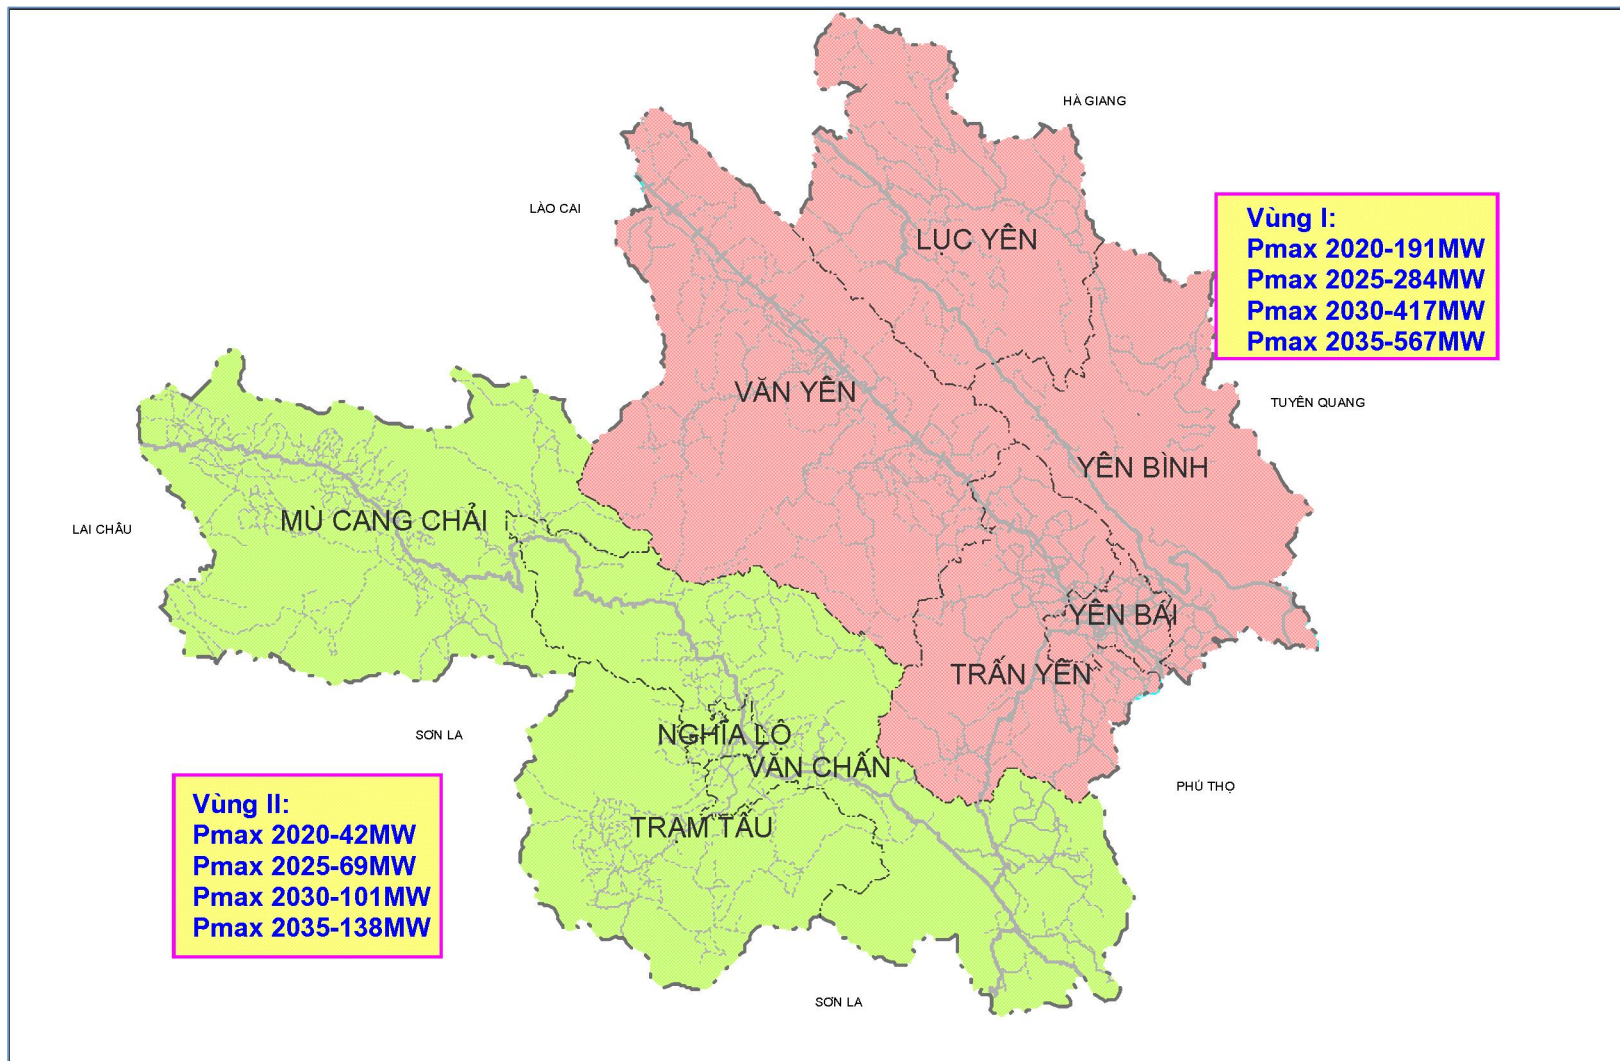 HÀ GIANG
LÀO CAI
Vùng I:
Pmax 2020-191MW
Pmax 2025-284MW
Pmax 2030-417MW
Pmax 2035-567MW
LỤC YÊN
VĂN YÊN
TUYÊN QUANG
YÊN BÌNH
MÙ CANG CHẢI
LAI CHÂU
YÊN BÁI
TRẤN YÊN
SƠN LA
NGHĨA LỘ
VĂN CHẤN
PHÚ THỌ
Vùng II:
Pmax 2020-42MW
Pmax 2025-69MW
Pmax 2030-101MW
Pmax 2035-138MW
TRẠM TẤU
SƠN LA